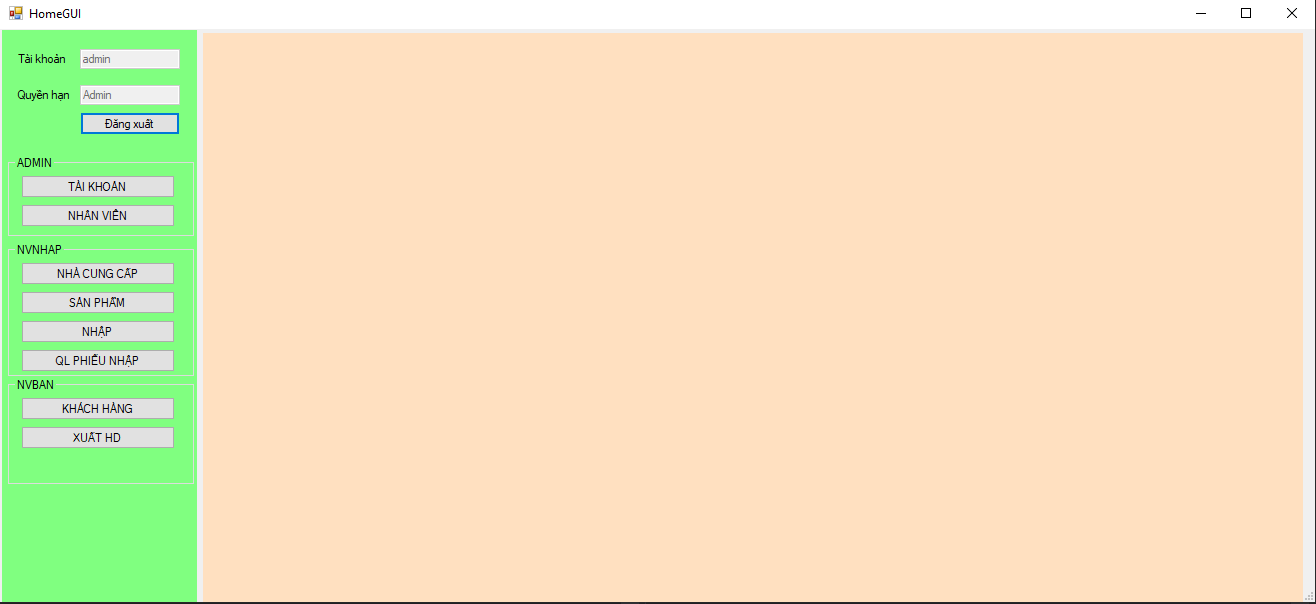 HomeGUI
Tài khoản admin
Quyền hạn Admin
Đăng xuất
ADMIN
TÀI KHOẢN
NHÂN VIÊN
NVNHAP
NHÀ CUNG CẤP
SẢN PHẨM
NHẬP
QL PHIẾU NHẬP
NVBAN
KHÁCH HÀNG
XUẤT HD